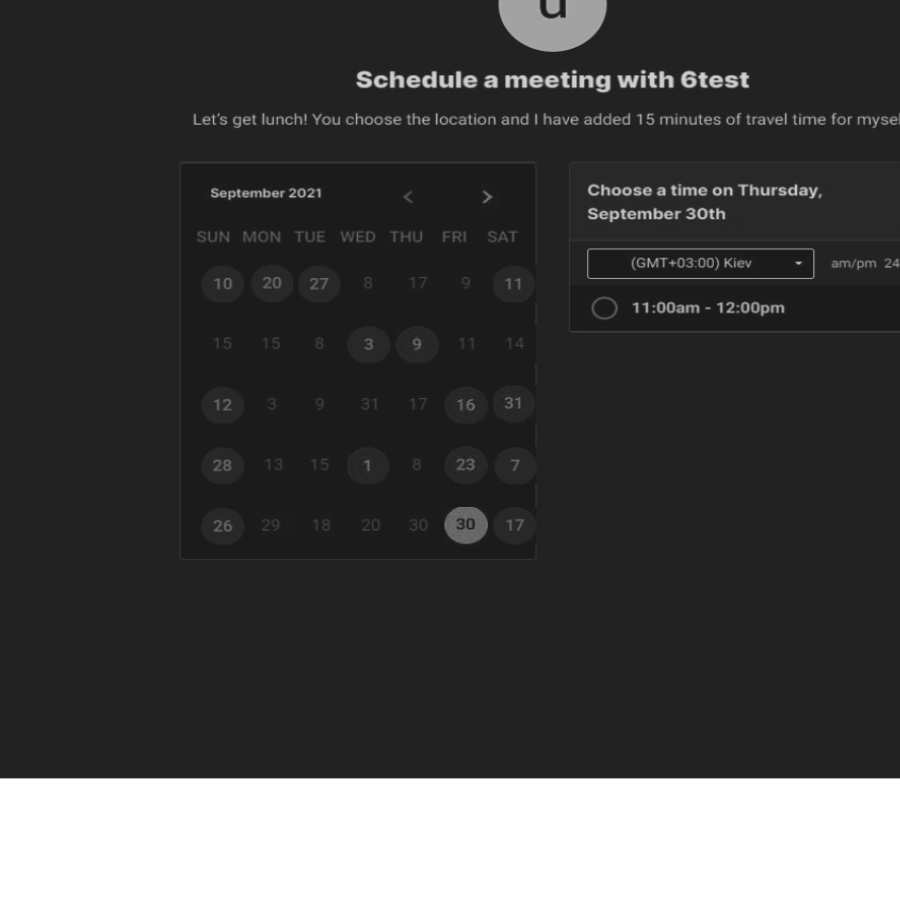 u
Schedule a meeting with 6test
Let's get lunch! You choose the location and I have added 15 minutes of travel time for mysel
September 2021 < >
SUN MON TUE WED THU FRI SAT
10 20 27 8 17 9 11
15 15 8 3 9 11 14
12 3 9 31 17 16 31
28 13 15 1 8 23 7
26 29 18 20 30 30 17
Choose a time on Thursday,
September 30th
(GMT+03:00) Kiev am/pm 24
11:00am - 12:00pm